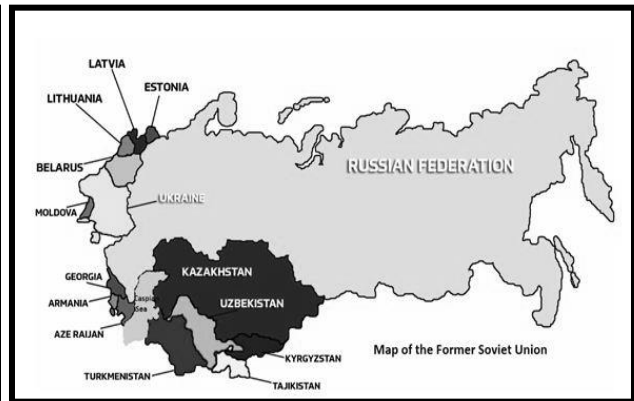 LATVIA
ESTONIA
LITHUANIA
BELARUS
RUSSIAN FEDERATION
UKRAINE
MOLDOVA
KAZAKHSTAN
GEORGIA
UZBEKISTAN
ARMANIA
Caspian
Sea
AZE RAIJAN
Map of the Former Soviet Union
KYRGYZSTAN
TURKMENISTAN
TAJIKISTAN